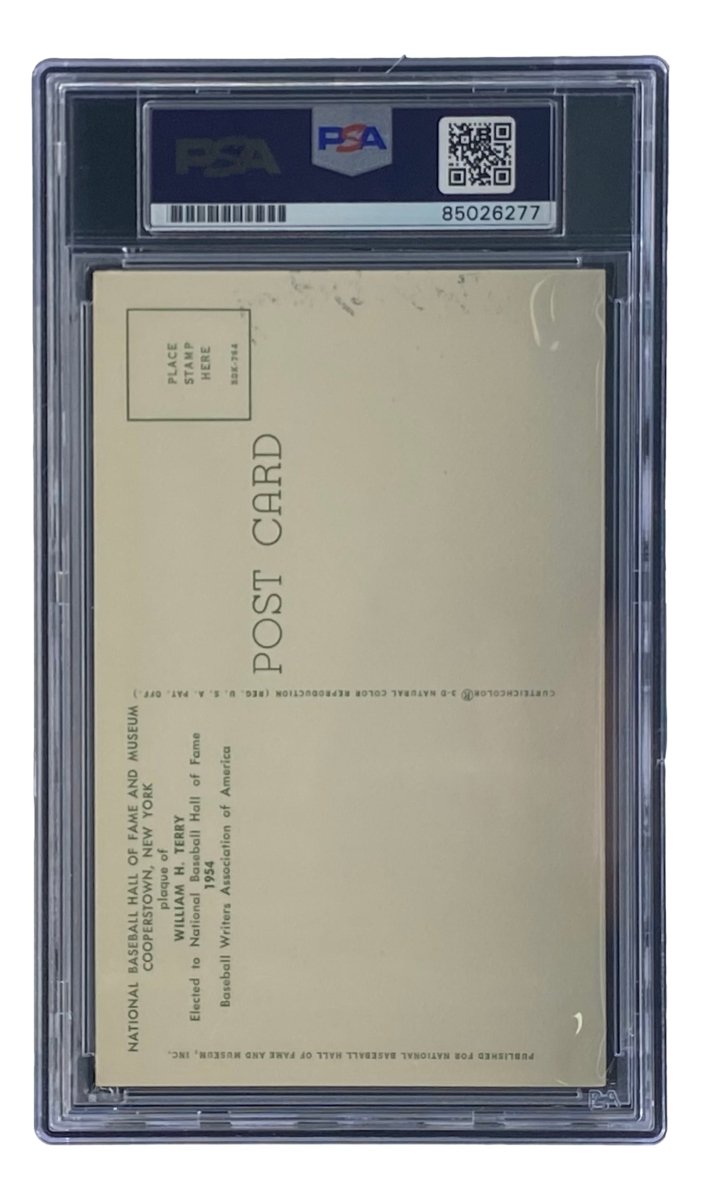 PSA
PSA
85026277
PLACE
STAMP
HERE
POST CARD
CURTEICHCOLOR® 3-D NATURAL COLOR REPRODUCTION (REG. U. S. A. PAT. OFF.)
NATIONAL BASEBALL HALL OF FAME AND MUSEUM
COOPERSTOWN, NEW YORK
plaque of
WILLIAM H. TERRY
Elected to National Baseball Hall of Fame
1954
Baseball Writers Association of America
PUBLISHED FOR NATIONAL BASEBALL HALL OF FAME AND MUSEUM, INC.